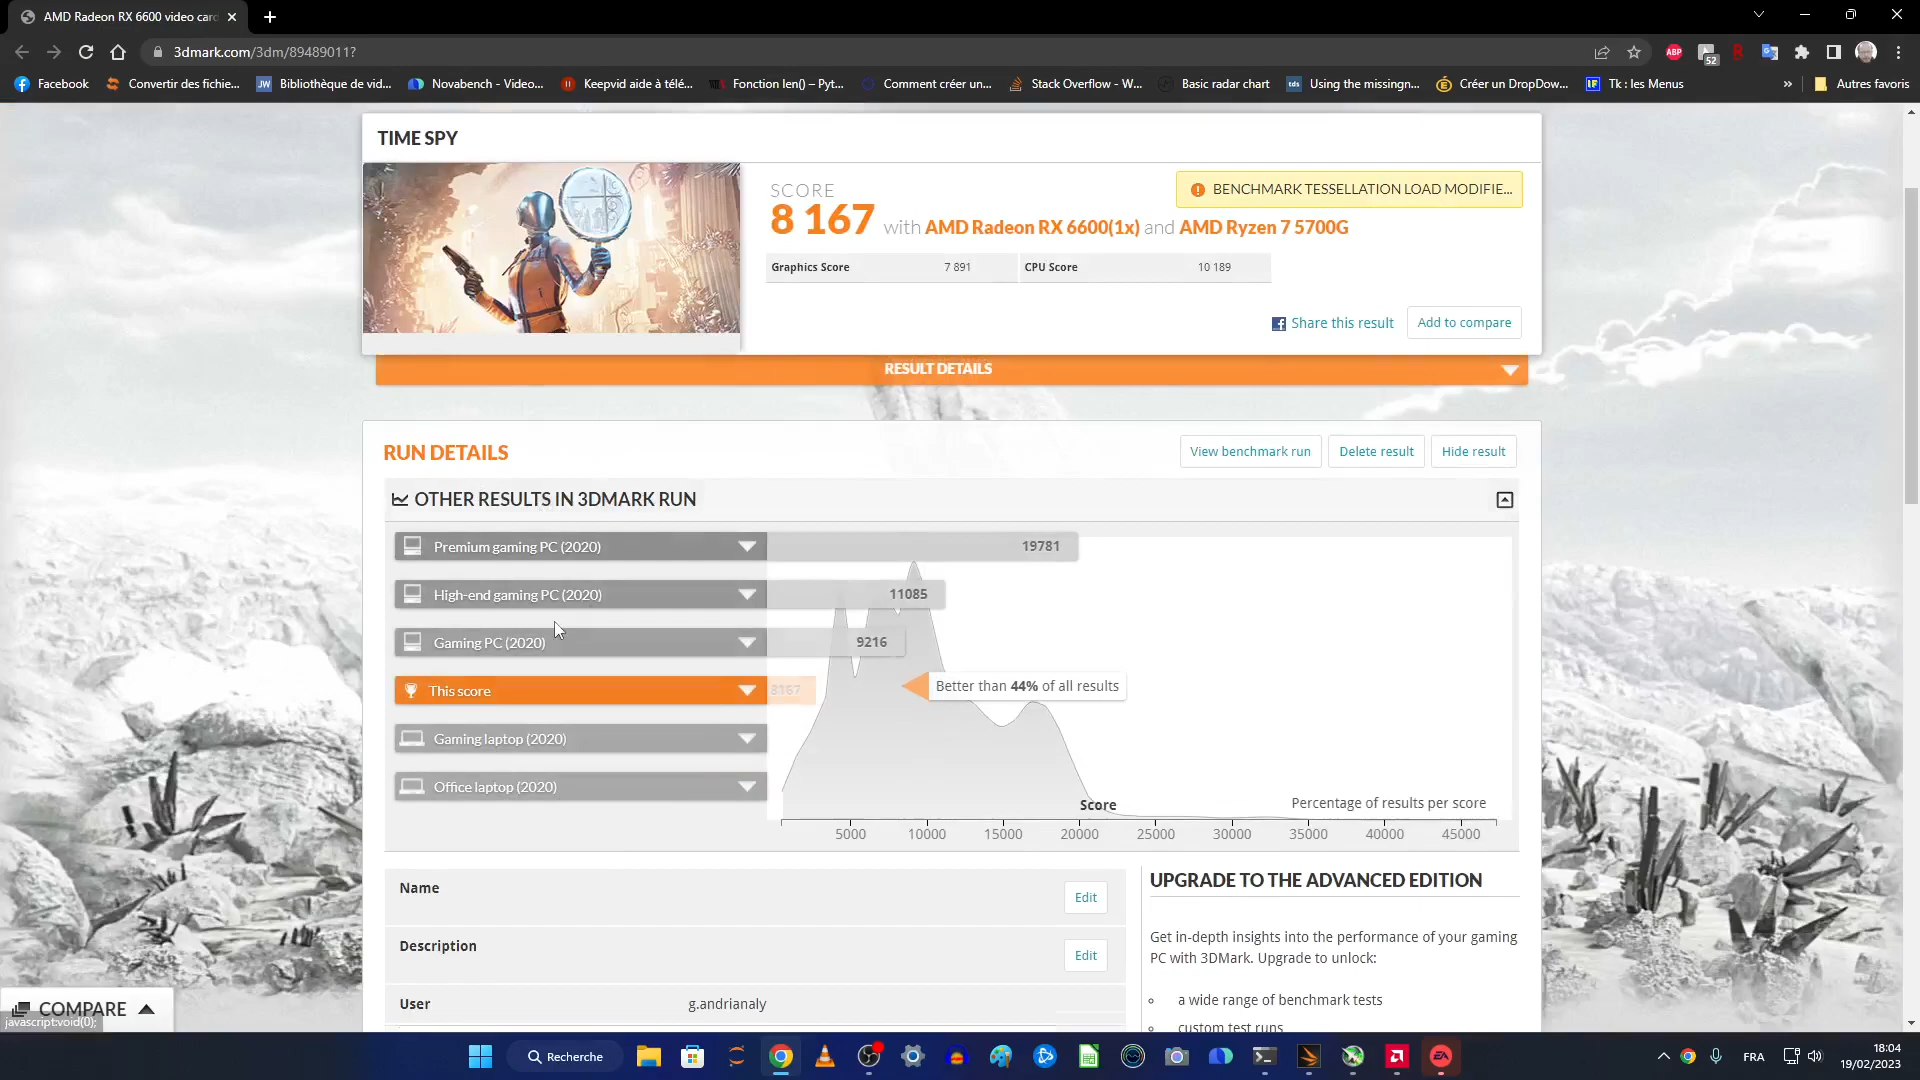 AMD Radeon RX 6600 video card
3dmark.com/3dm/89489011?
ABP
52
Facebook
Convertir des fichie...
JW
Bibliothèque de vid...
Novabench - Video...
Keepvid aide à télé...
Fonction len() – Pyt...
Comment créer un...
Stack Overflow - W...
Basic radar chart
tds
Using the missingn...
Créer un DropDow...
Tk : les Menus
»
Autres favoris
TIME SPY
SCORE
BENCHMARK TESSELLATION LOAD MODIFIE...
8 167 with AMD Radeon RX 6600(1x) and AMD Ryzen 7 5700G
Graphics Score 7 891 CPU Score 10 189
Share this result
Add to compare
RESULT DETAILS
RUN DETAILS
View benchmark run
Delete result
Hide result
OTHER RESULTS IN 3DMARK RUN
Premium gaming PC (2020) 19781
High-end gaming PC (2020) 11085
Gaming PC (2020) 9216
This score 8167
Better than 44% of all results
Gaming laptop (2020)
Office laptop (2020)
Score
Percentage of results per score
5000 10000 15000 20000 25000 30000 35000 40000 45000
Name
Edit
Description
Edit
User g.andrianaly
UPGRADE TO THE ADVANCED EDITION
Get in-depth insights into the performance of your gaming
PC with 3DMark. Upgrade to unlock:
a wide range of benchmark tests
custom test runs
COMPARE
javascript:void(0);
Recherche
EA
FRA
18:04
19/02/2023